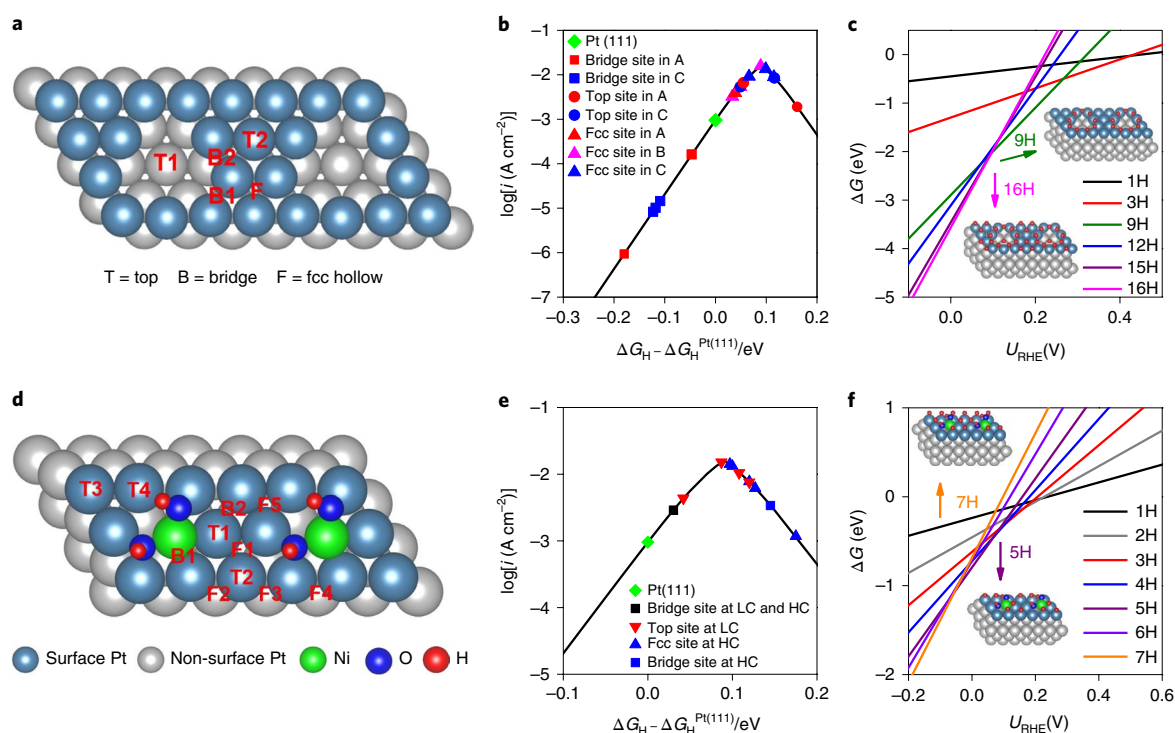 a
T2
T1
B2
B1
F
T = top B = bridge F = fcc hollow
b
−1
−2
−3
−4
−5
−6
−7
log[i (A cm−2)]
Pt (111)
Bridge site in A
Bridge site in C
Top site in A
Top site in C
Fcc site in A
Fcc site in B
Fcc site in C
−0.3 −0.2 −0.1 0.0 0.1 0.2
ΔGH − ΔGH Pt(111)/eV
c
0
−1
−2
−3
−4
−5
ΔG (eV)
9H
16H
1H
3H
9H
12H
15H
16H
0.0 0.2 0.4
URHE(V)
d
T3 T4
B2 F5
T1
B1 F1
T2
F2 F3 F4
Surface Pt Non-surface Pt Ni O H
e
−1
−2
−3
−4
−5
log[i (A cm−2)]
Pt(111)
Bridge site at LC and HC
Top site at LC
Fcc site at HC
Bridge site at HC
−0.1 0.0 0.1 0.2
ΔGH − ΔGH Pt(111)/eV
f
1
0
−1
−2
ΔG (eV)
7H
5H
1H
2H
3H
4H
5H
6H
7H
−0.2 0.0 0.2 0.4 0.6
URHE(V)